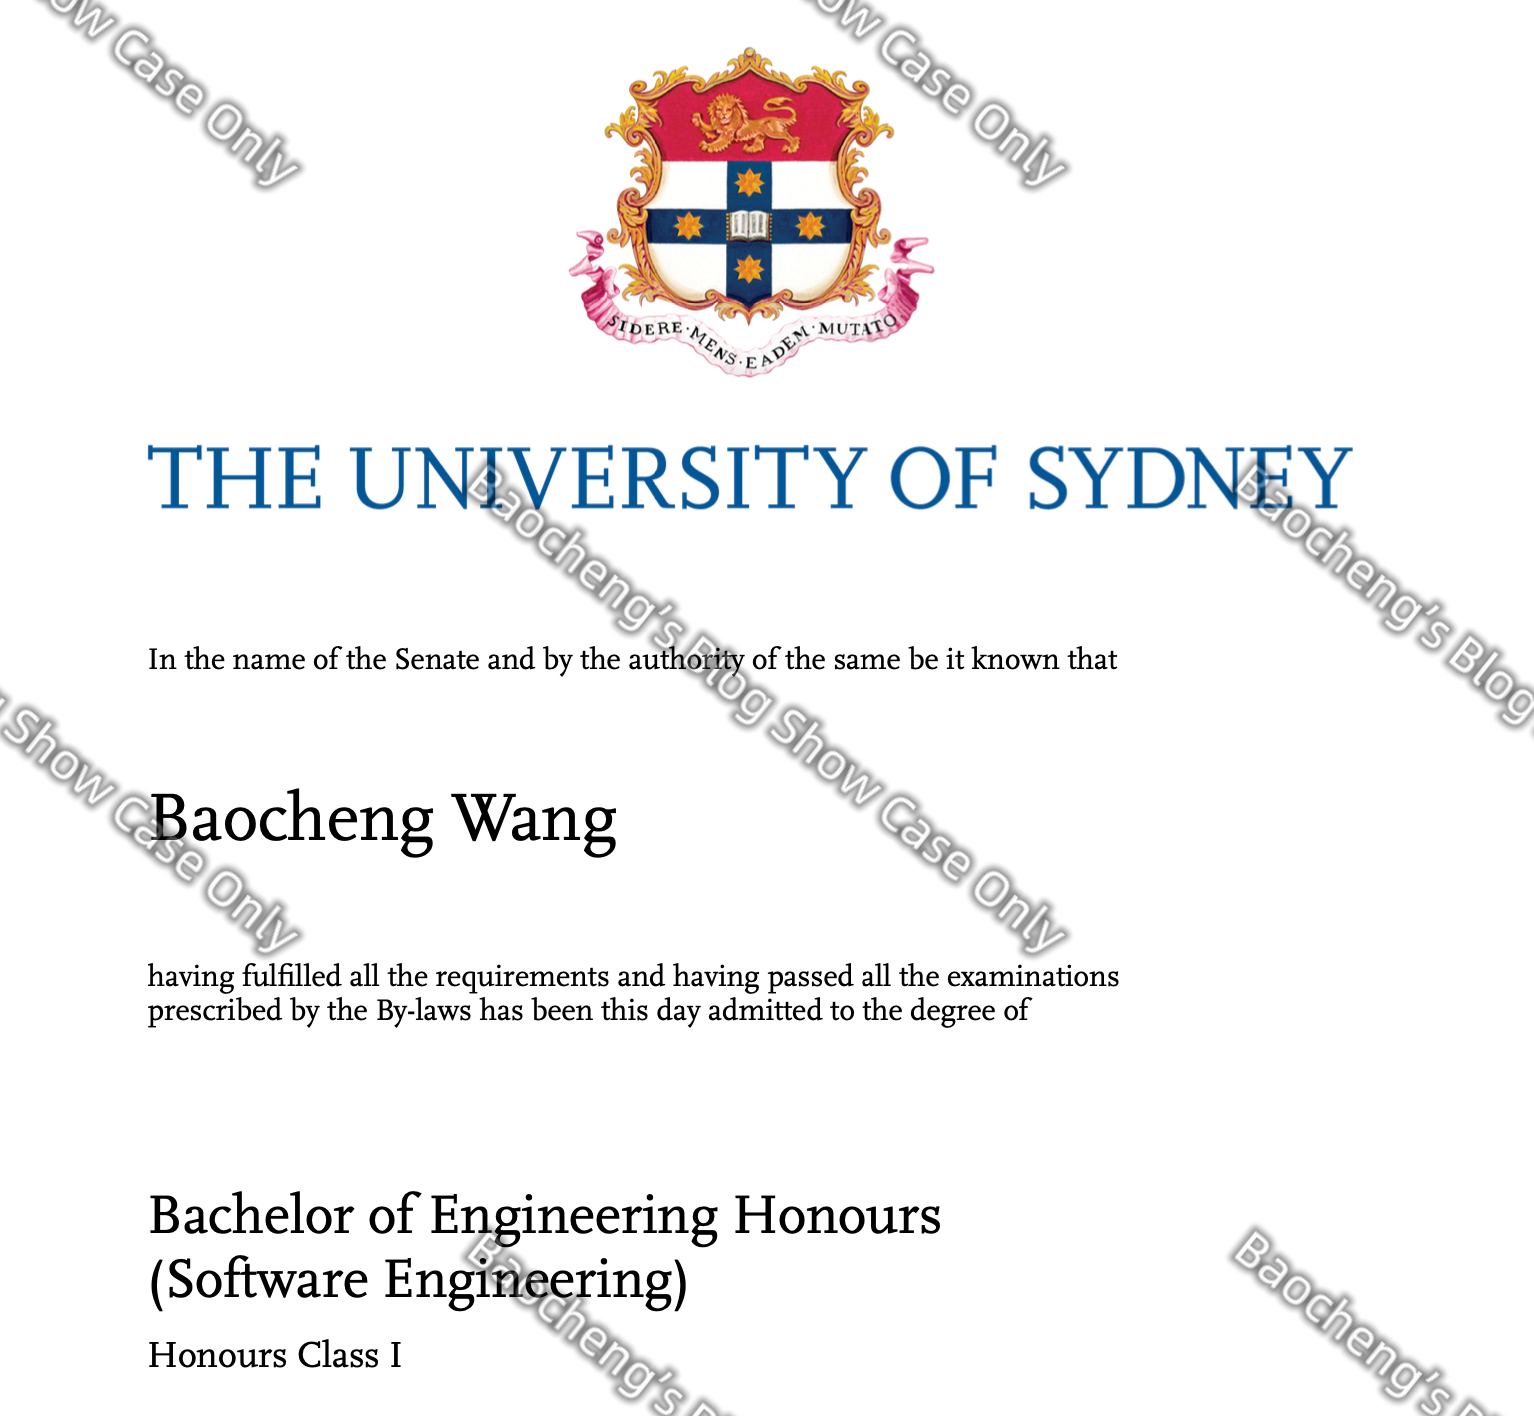 SIDERE·MENS·EADEM·MUTATO
THE UNIVERSITY OF SYDNEY
In the name of the Senate and by the authority of the same be it known that
Baocheng Wang
having fulfilled all the requirements and having passed all the examinations
prescribed by the By-laws has been this day admitted to the degree of
Bachelor of Engineering Honours
(Software Engineering)
Honours Class I
ow Case Only
ow Case Only
Baocheng’s Blog Show Case Only
Baocheng’s Blog
Show Case Only
Baocheng’s
Baocheng’s